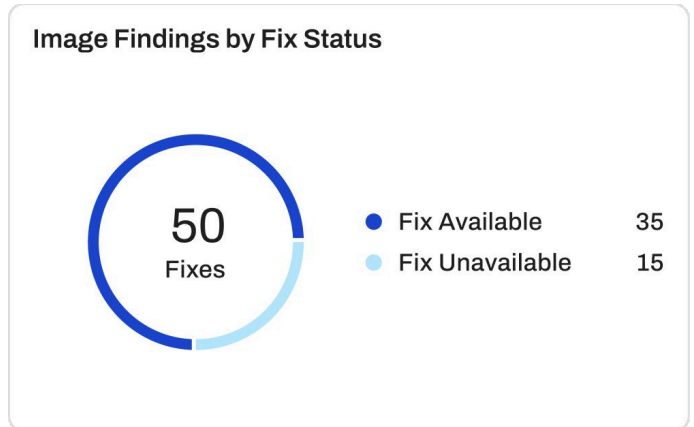 Image Findings by Fix Status
50
Fixes
Fix Available 35
Fix Unavailable 15